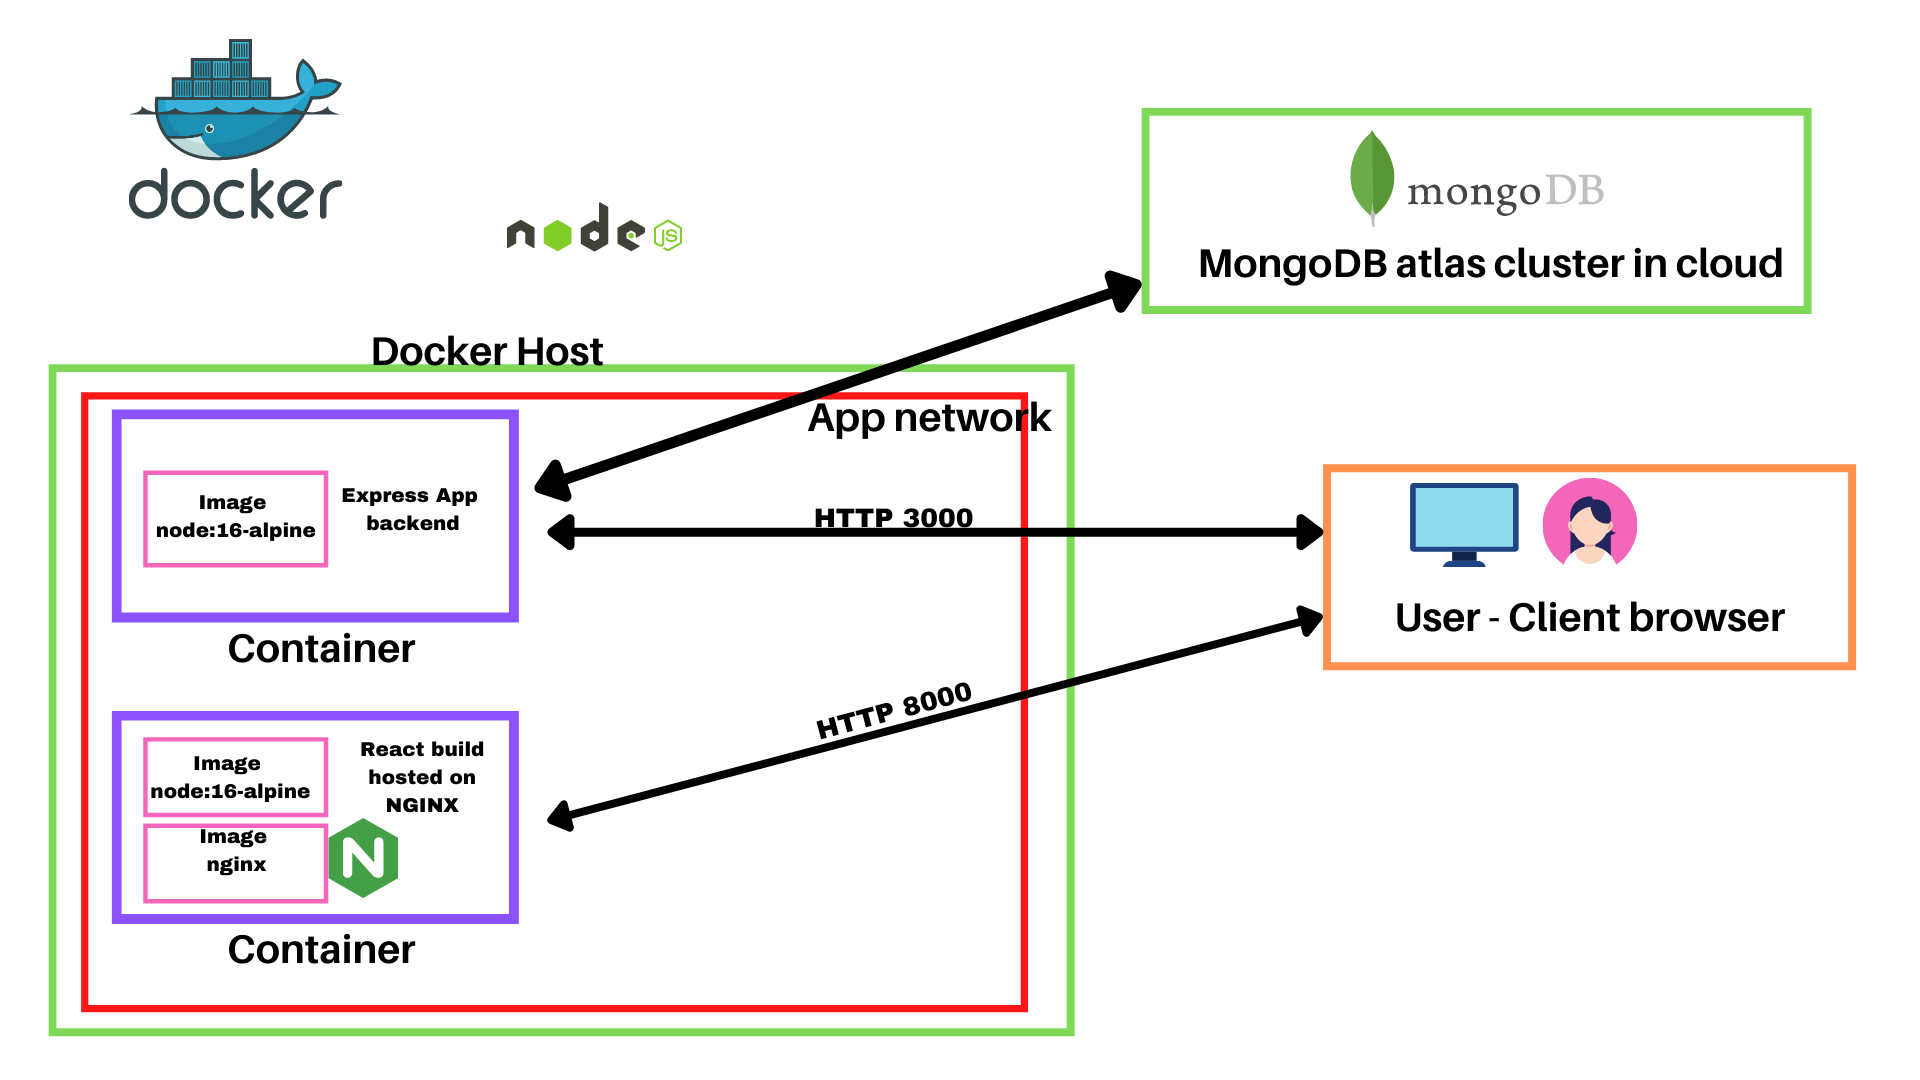 docker
node
JS
mongoDB
MongoDB atlas cluster in cloud
Docker Host
App network
Image
node:16-alpine
Express App
backend
HTTP 3000
Container
User - Client browser
HTTP 8000
Image
node:16-alpine
React build
hosted on
NGINX
Image
nginx
N
Container